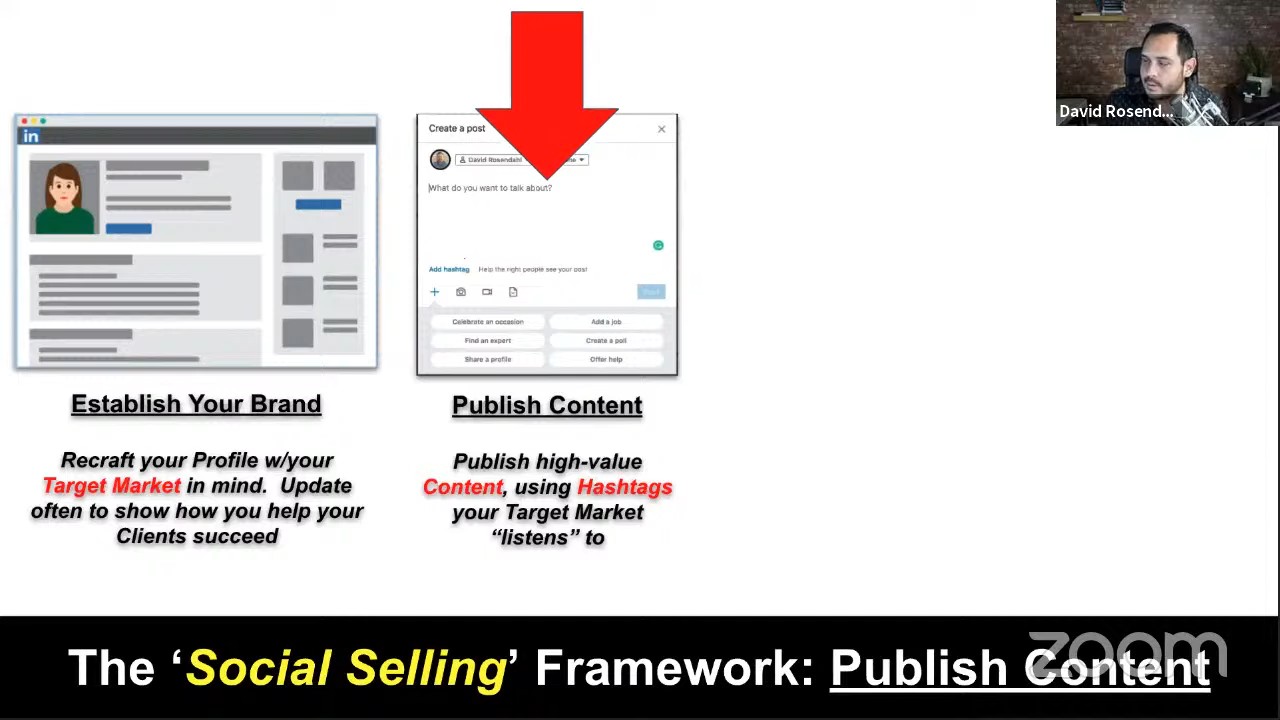 David Rosend...
in
Create a post
David Rosendahl
What do you want to talk about?
Add hashtag Help the right people see your post
Post
Celebrate an occasion Add a job
Find an expert Create a poll
Share a profile Offer help
Establish Your Brand
Recraft your Profile w/your
Target Market in mind. Update
often to show how you help your
Clients succeed
Publish Content
Publish high-value
Content, using Hashtags
your Target Market
“listens” to
The ‘Social Selling’ Framework: Publish Content
zoom